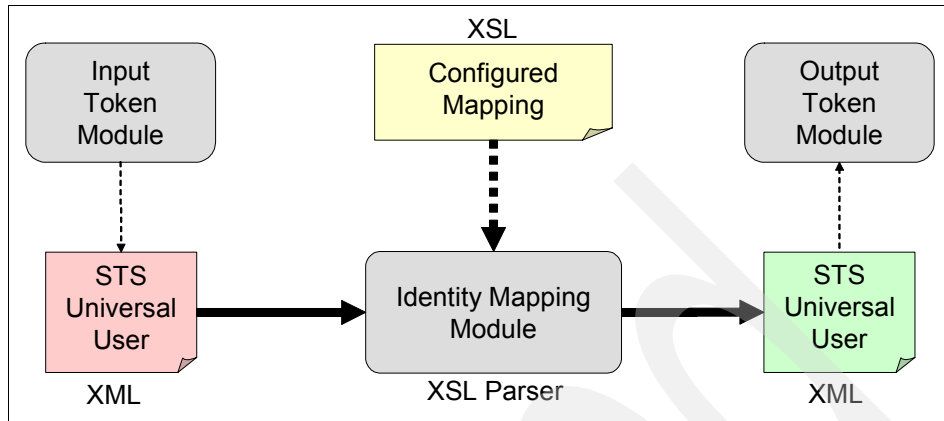 XSL
Input
Token
Module
Configured
Mapping
Output
Token
Module
STS
Universal
User
Identity Mapping
Module
STS
Universal
User
XML
XSL Parser
XML